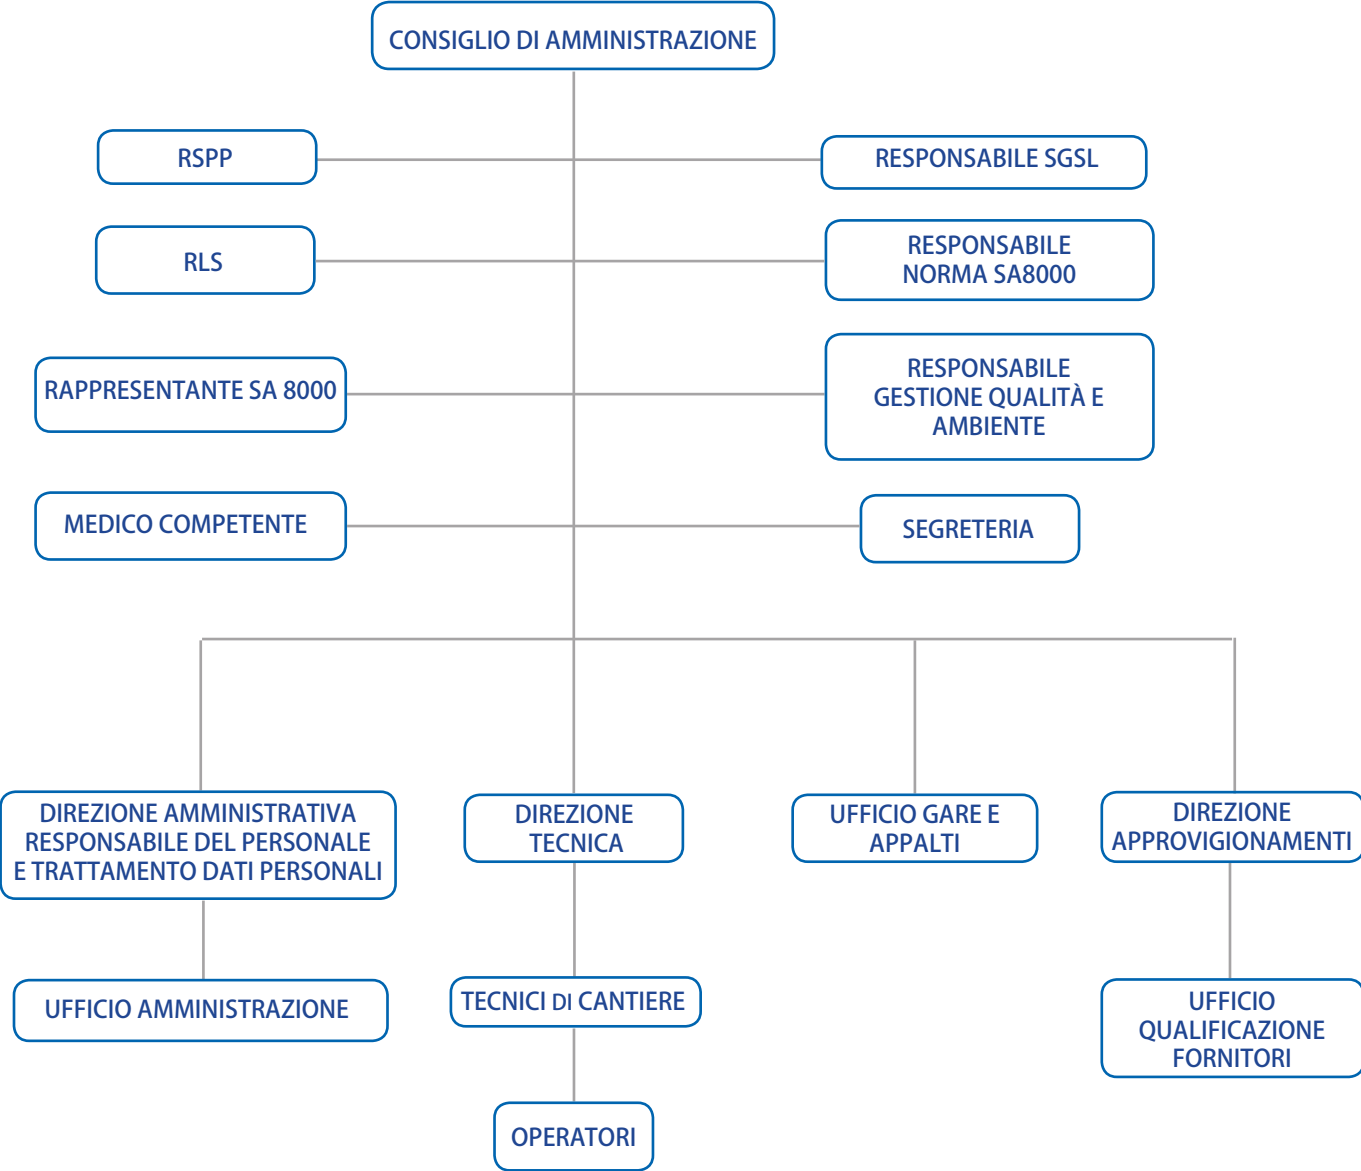 CONSIGLIO DI AMMINISTRAZIONE
RSPP
RESPONSABILE SGSL
RLS
RESPONSABILE
NORMA SA8000
RAPPRESENTANTE SA 8000
RESPONSABILE
GESTIONE QUALITÀ E
AMBIENTE
MEDICO COMPETENTE
SEGRETERIA
DIREZIONE AMMINISTRATIVA
RESPONSABILE DEL PERSONALE
E TRATTAMENTO DATI PERSONALI
DIREZIONE
TECNICA
UFFICIO GARE E
APPALTI
DIREZIONE
APPROVIGIONAMENTI
UFFICIO AMMINISTRAZIONE
TECNICI DI CANTIERE
UFFICIO
QUALIFICAZIONE
FORNITORI
OPERATORI